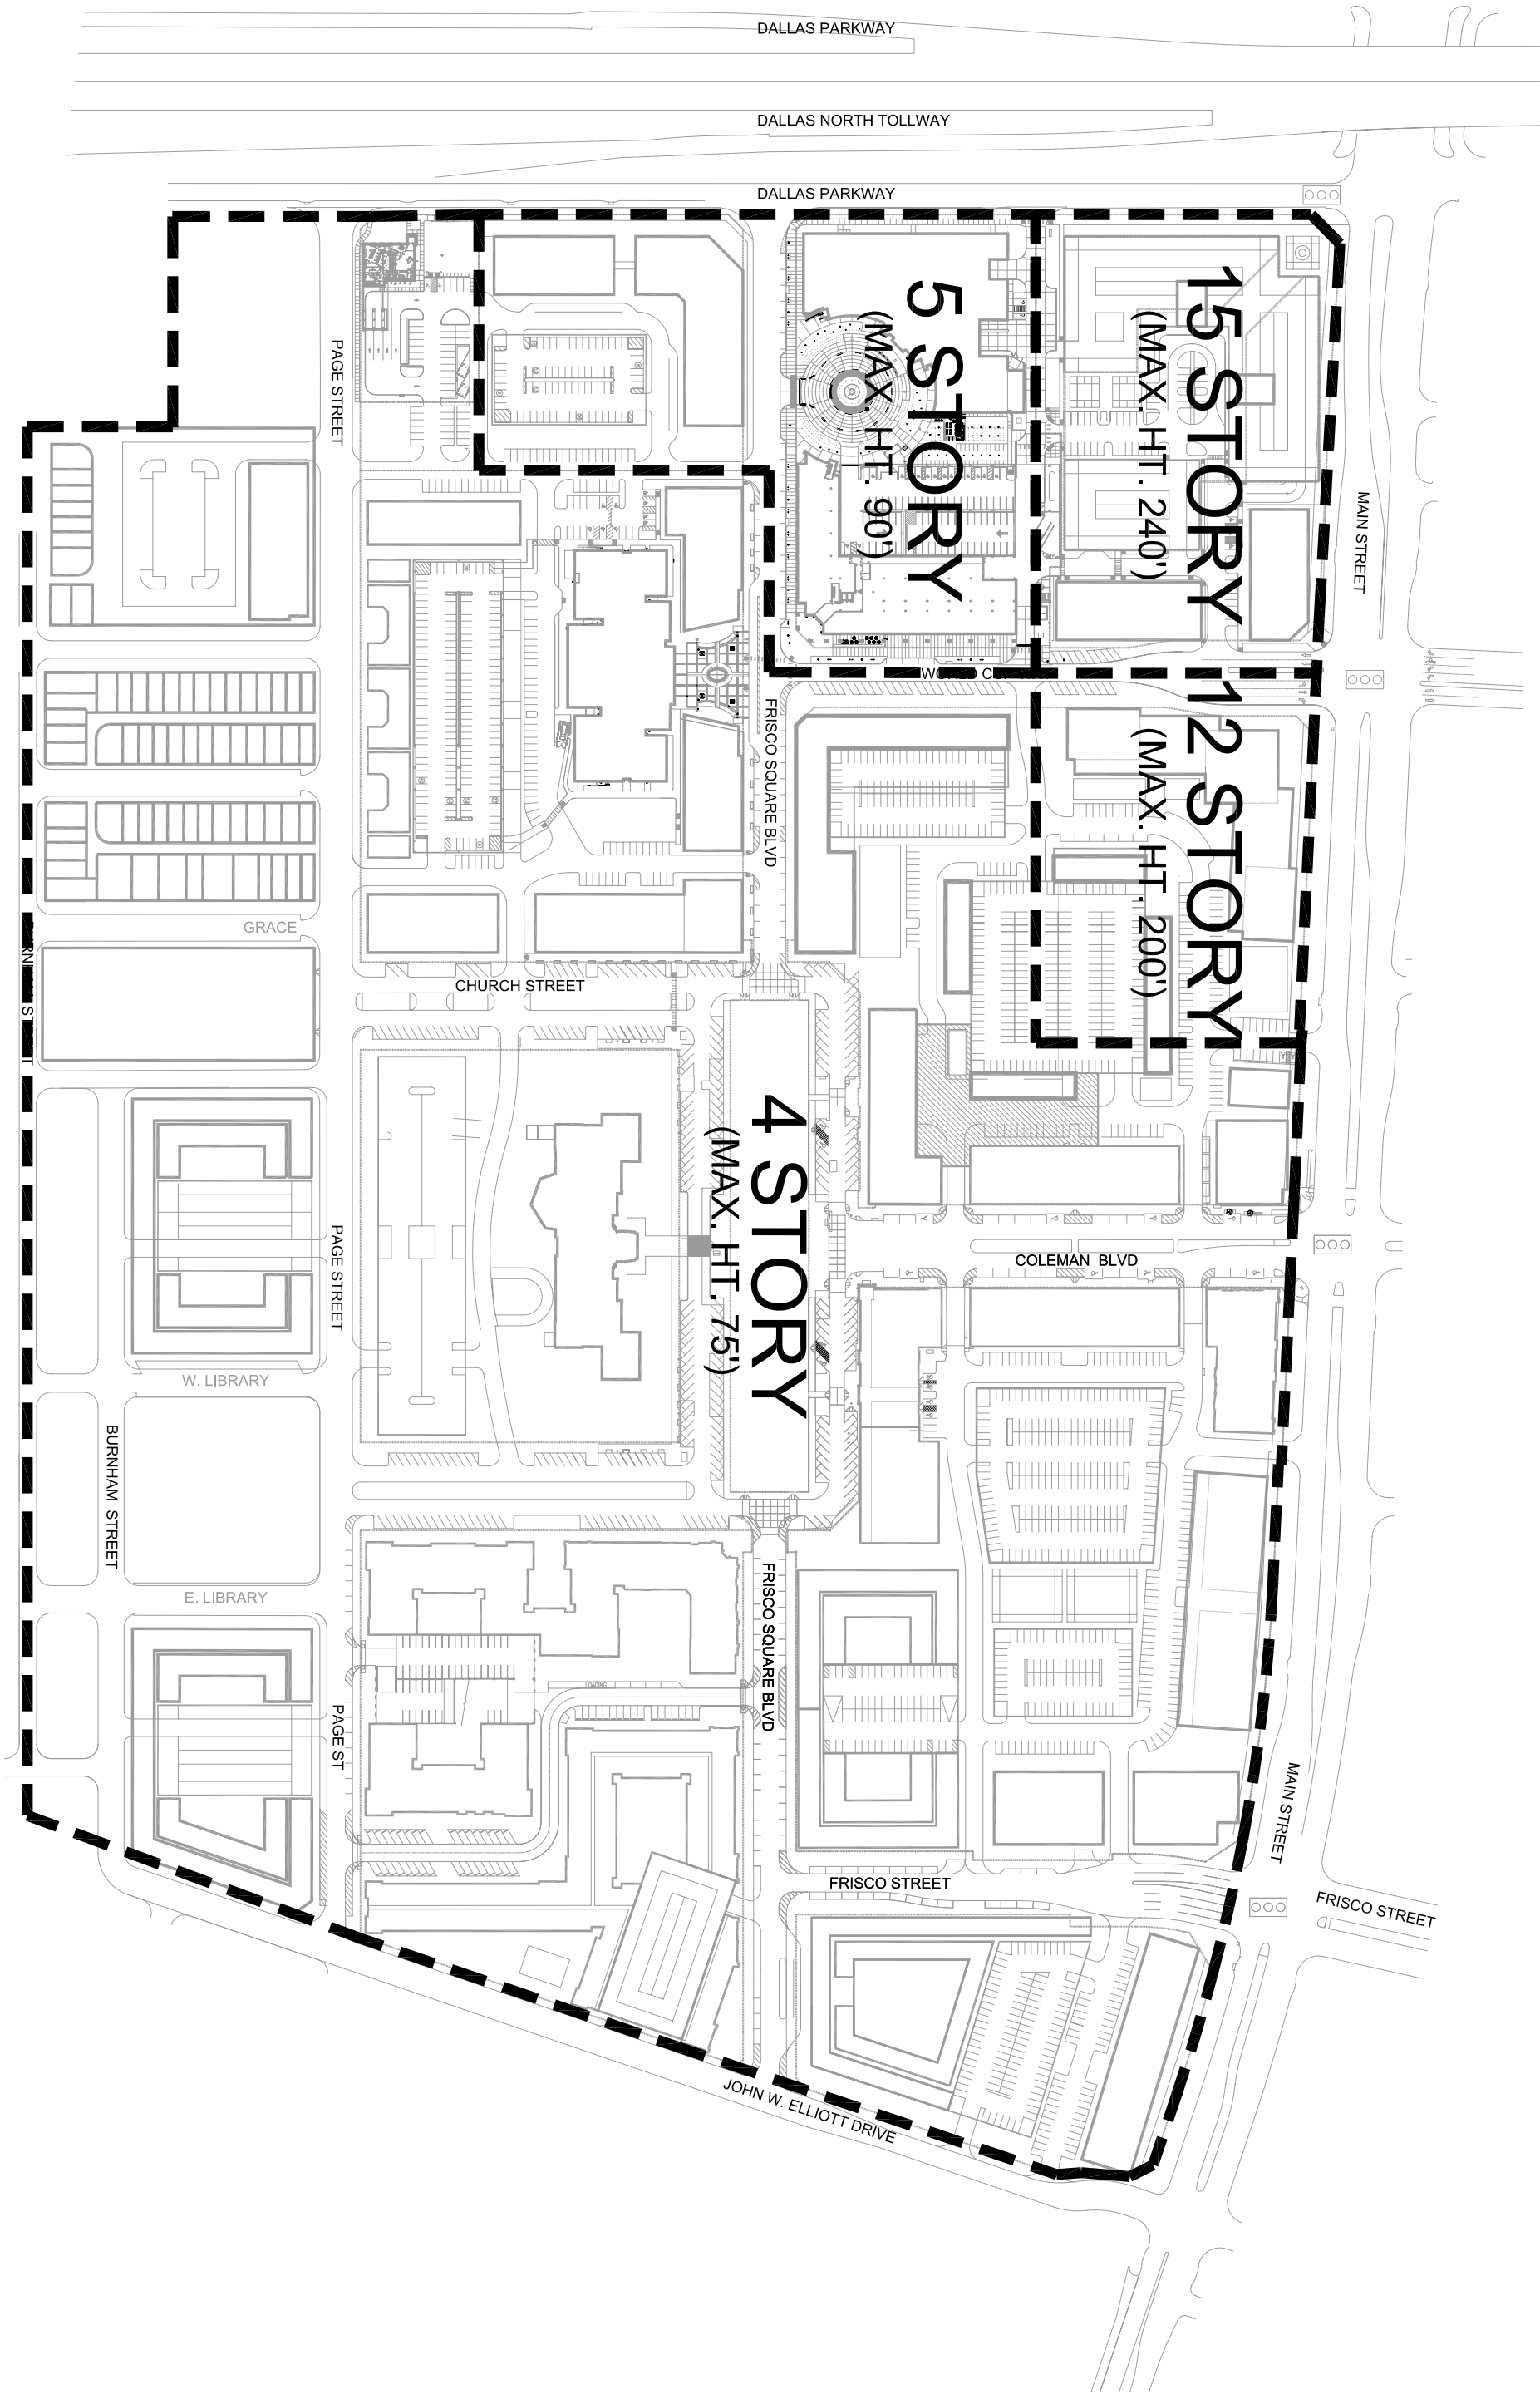 DALLAS PARKWAY
DALLAS NORTH TOLLWAY
DALLAS PARKWAY
5 STORY
(MAX. HT. 90')
15 STORY
(MAX. HT. 240')
PAGE STREET
MAIN STREET
12 STORY
(MAX. HT. 200')
FRISCO SQUARE BLVD
GRACE
CHURCH STREET
4 STORY
(MAX. HT. 75')
PAGE STREET
COLEMAN BLVD
W. LIBRARY
BURNHAM STREET
E. LIBRARY
FRISCO SQUARE BLVD
LOADING
PAGE ST
MAIN STREET
FRISCO STREET
FRISCO STREET
JOHN W. ELLIOTT DRIVE